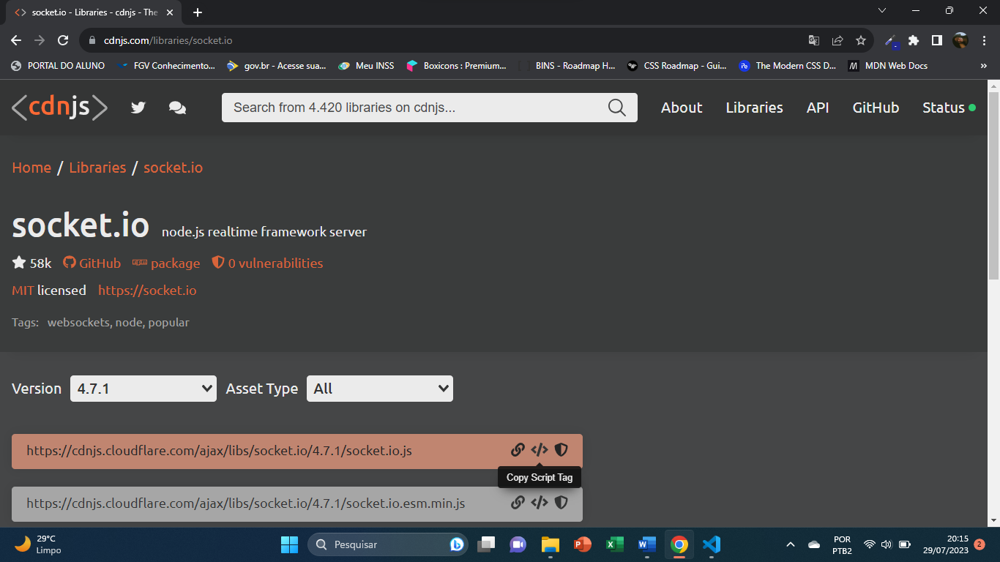 socket.io - Libraries - cdnjs - The
cdnjs.com/libraries/socket.io
PORTAL DO ALUNO
FGV Conhecimento...
gov.br - Acesse sua...
Meu INSS
Boxicons : Premium...
BINS - Roadmap H...
CSS Roadmap - Gui...
The Modern CSS D...
MDN Web Docs
<cdnjs>
Search from 4.420 libraries on cdnjs...
About
Libraries
API
GitHub
Status
Home / Libraries / socket.io
socket.io node.js realtime framework server
58k GitHub package 0 vulnerabilities
MIT licensed https://socket.io
Tags: websockets, node, popular
Version 4.7.1 Asset Type All
https://cdnjs.cloudflare.com/ajax/libs/socket.io/4.7.1/socket.io.js
Copy Script Tag
https://cdnjs.cloudflare.com/ajax/libs/socket.io/4.7.1/socket.io.esm.min.js
29°C
Limpo
Pesquisar
POR
PTB2
20:15
29/07/2023
2